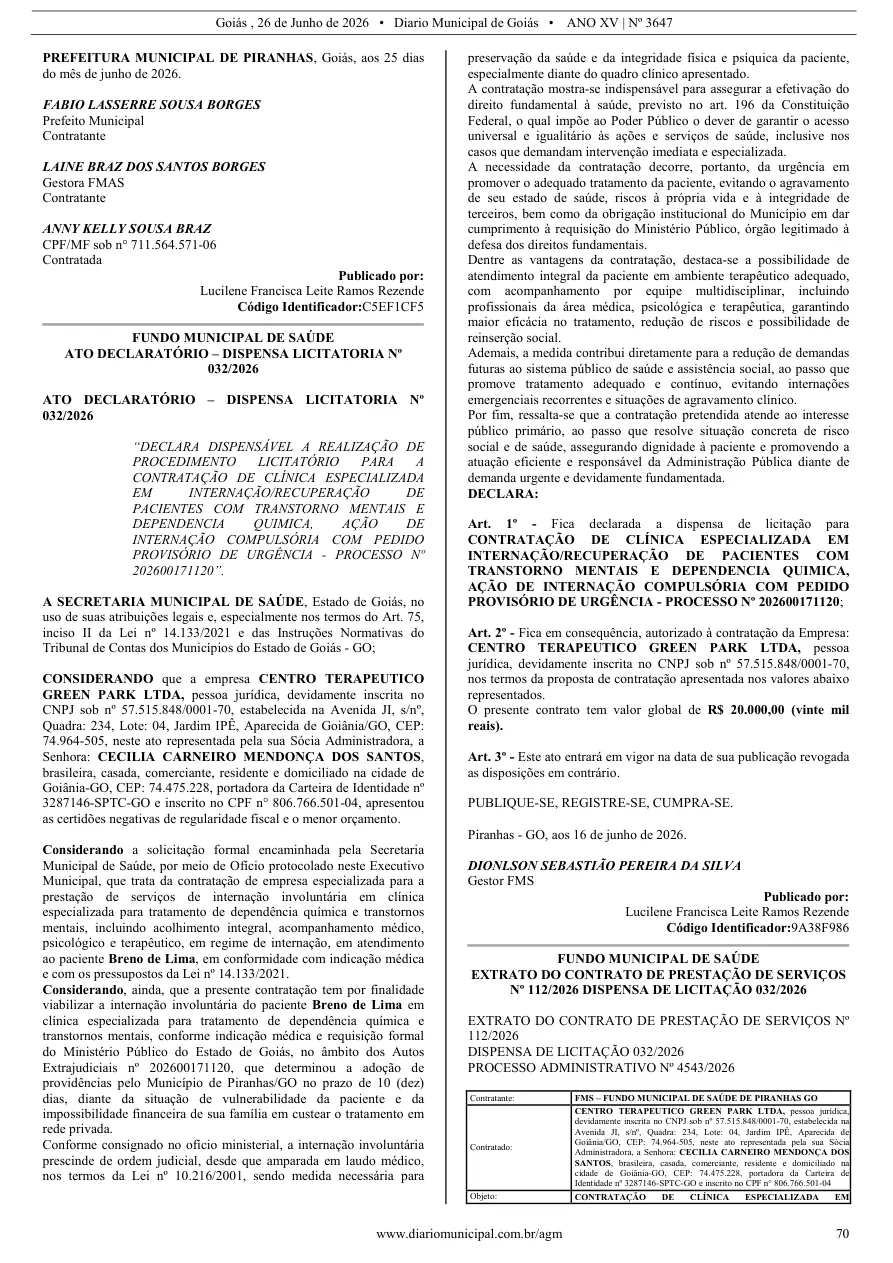 Goiás , 26 de Junho de 2026 • Diario Municipal de Goiás • ANO XV | Nº 3647
PREFEITURA MUNICIPAL DE PIRANHAS, Goiás, aos 25 dias
do mês de junho de 2026.
FABIO LASSERRE SOUSA BORGES
Prefeito Municipal
Contratante
LAINE BRAZ DOS SANTOS BORGES
Gestora FMAS
Contratante
ANNY KELLY SOUSA BRAZ
CPF/MF sob n° 711.564.571-06
Contratada
Publicado por:
Lucilene Francisca Leite Ramos Rezende
Código Identificador:C5EF1CF5
FUNDO MUNICIPAL DE SAÚDE
ATO DECLARATÓRIO – DISPENSA LICITATORIA Nº
032/2026
ATO DECLARATÓRIO – DISPENSA LICITATORIA Nº
032/2026
“DECLARA DISPENSÁVEL A REALIZAÇÃO DE
PROCEDIMENTO LICITATÓRIO PARA A
CONTRATAÇÃO DE CLÍNICA ESPECIALIZADA
EM INTERNAÇÃO/RECUPERAÇÃO DE
PACIENTES COM TRANSTORNO MENTAIS E
DEPENDENCIA QUIMICA, AÇÃO DE
INTERNAÇÃO COMPULSÓRIA COM PEDIDO
PROVISÓRIO DE URGÊNCIA - PROCESSO Nº
202600171120”.
A SECRETARIA MUNICIPAL DE SAÚDE, Estado de Goiás, no
uso de suas atribuições legais e, especialmente nos termos do Art. 75,
inciso II da Lei nº 14.133/2021 e das Instruções Normativas do
Tribunal de Contas dos Municípios do Estado de Goiás - GO;
CONSIDERANDO que a empresa CENTRO TERAPEUTICO
GREEN PARK LTDA, pessoa jurídica, devidamente inscrita no
CNPJ sob nº 57.515.848/0001-70, estabelecida na Avenida JI, s/nº,
Quadra: 234, Lote: 04, Jardim IPÊ, Aparecida de Goiânia/GO, CEP:
74.964-505, neste ato representada pela sua Sócia Administradora, a
Senhora: CECILIA CARNEIRO MENDONÇA DOS SANTOS,
brasileira, casada, comerciante, residente e domiciliado na cidade de
Goiânia-GO, CEP: 74.475.228, portadora da Carteira de Identidade nº
3287146-SPTC-GO e inscrito no CPF n° 806.766.501-04, apresentou
as certidões negativas de regularidade fiscal e o menor orçamento.
Considerando a solicitação formal encaminhada pela Secretaria
Municipal de Saúde, por meio de Ofício protocolado neste Executivo
Municipal, que trata da contratação de empresa especializada para a
prestação de serviços de internação involuntária em clínica
especializada para tratamento de dependência química e transtornos
mentais, incluindo acolhimento integral, acompanhamento médico,
psicológico e terapêutico, em regime de internação, em atendimento
ao paciente Breno de Lima, em conformidade com indicação médica
e com os pressupostos da Lei nº 14.133/2021.
Considerando, ainda, que a presente contratação tem por finalidade
viabilizar a internação involuntária do paciente Breno de Lima em
clínica especializada para tratamento de dependência química e
transtornos mentais, conforme indicação médica e requisição formal
do Ministério Público do Estado de Goiás, no âmbito dos Autos
Extrajudiciais nº 202600171120, que determinou a adoção de
providências pelo Município de Piranhas/GO no prazo de 10 (dez)
dias, diante da situação de vulnerabilidade da paciente e da
impossibilidade financeira de sua família em custear o tratamento em
rede privada.
Conforme consignado no ofício ministerial, a internação involuntária
prescinde de ordem judicial, desde que amparada em laudo médico,
nos termos da Lei nº 10.216/2001, sendo medida necessária para
preservação da saúde e da integridade física e psíquica da paciente,
especialmente diante do quadro clínico apresentado.
A contratação mostra-se indispensável para assegurar a efetivação do
direito fundamental à saúde, previsto no art. 196 da Constituição
Federal, o qual impõe ao Poder Público o dever de garantir o acesso
universal e igualitário às ações e serviços de saúde, inclusive nos
casos que demandam intervenção imediata e especializada.
A necessidade da contratação decorre, portanto, da urgência em
promover o adequado tratamento da paciente, evitando o agravamento
de seu estado de saúde, riscos à própria vida e à integridade de
terceiros, bem como da obrigação institucional do Município em dar
cumprimento à requisição do Ministério Público, órgão legitimado à
defesa dos direitos fundamentais.
Dentre as vantagens da contratação, destaca-se a possibilidade de
atendimento integral da paciente em ambiente terapêutico adequado,
com acompanhamento por equipe multidisciplinar, incluindo
profissionais da área médica, psicológica e terapêutica, garantindo
maior eficácia no tratamento, redução de riscos e possibilidade de
reinserção social.
Ademais, a medida contribui diretamente para a redução de demandas
futuras ao sistema público de saúde e assistência social, ao passo que
promove tratamento adequado e contínuo, evitando internações
emergenciais recorrentes e situações de agravamento clínico.
Por fim, ressalta-se que a contratação pretendida atende ao interesse
público primário, ao passo que resolve situação concreta de risco
social e de saúde, assegurando dignidade à paciente e promovendo a
atuação eficiente e responsável da Administração Pública diante de
demanda urgente e devidamente fundamentada.
DECLARA:
Art. 1º - Fica declarada a dispensa de licitação para
CONTRATAÇÃO DE CLÍNICA ESPECIALIZADA EM
INTERNAÇÃO/RECUPERAÇÃO DE PACIENTES COM
TRANSTORNO MENTAIS E DEPENDENCIA QUIMICA,
AÇÃO DE INTERNAÇÃO COMPULSÓRIA COM PEDIDO
PROVISÓRIO DE URGÊNCIA - PROCESSO Nº 202600171120;
Art. 2º - Fica em consequência, autorizado à contratação da Empresa:
CENTRO TERAPEUTICO GREEN PARK LTDA, pessoa
jurídica, devidamente inscrita no CNPJ sob nº 57.515.848/0001-70,
nos termos da proposta de contratação apresentada nos valores abaixo
representados.
O presente contrato tem valor global de R$ 20.000,00 (vinte mil
reais).
Art. 3º - Este ato entrará em vigor na data de sua publicação revogada
as disposições em contrário.
PUBLIQUE-SE, REGISTRE-SE, CUMPRA-SE.
Piranhas - GO, aos 16 de junho de 2026.
DIONLSON SEBASTIÃO PEREIRA DA SILVA
Gestor FMS
Publicado por:
Lucilene Francisca Leite Ramos Rezende
Código Identificador:9A38F986
FUNDO MUNICIPAL DE SAÚDE
EXTRATO DO CONTRATO DE PRESTAÇÃO DE SERVIÇOS
Nº 112/2026 DISPENSA DE LICITAÇÃO 032/2026
EXTRATO DO CONTRATO DE PRESTAÇÃO DE SERVIÇOS Nº
112/2026
DISPENSA DE LICITAÇÃO 032/2026
PROCESSO ADMINISTRATIVO Nº 4543/2026
Contratante: FMS – FUNDO MUNICIPAL DE SAÚDE DE PIRANHAS GO
Contratado: CENTRO TERAPEUTICO GREEN PARK LTDA, pessoa jurídica,
devidamente inscrita no CNPJ sob nº 57.515.848/0001-70, estabelecida na
Avenida JI, s/nº, Quadra: 234, Lote: 04, Jardim IPÊ, Aparecida de
Goiânia/GO, CEP: 74.964-505, neste ato representada pela sua Sócia
Administradora, a Senhora: CECILIA CARNEIRO MENDONÇA DOS
SANTOS, brasileira, casada, comerciante, residente e domiciliado na
cidade de Goiânia-GO, CEP: 74.475.228, portadora da Carteira de
Identidade nº 3287146-SPTC-GO e inscrito no CPF n° 806.766.501-04
Objeto: CONTRATAÇÃO DE CLÍNICA ESPECIALIZADA EM
www.diariomunicipal.com.br/agm 70